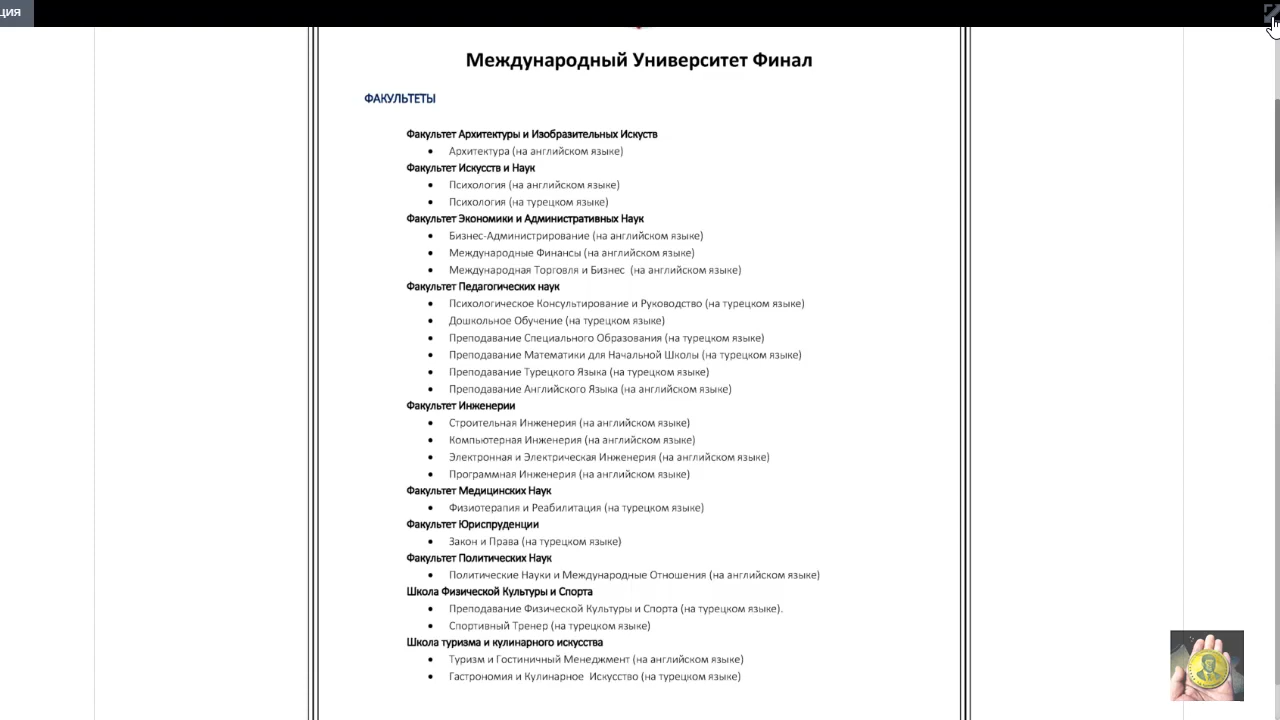 ция
Международный Университет Финал
ФАКУЛЬТЕТЫ
Факультет Архитектуры и Изобразительных Искуств
• Архитектура (на английском языке)
Факультет Искусств и Наук
• Психология (на английском языке)
• Психология (на турецком языке)
Факультет Экономики и Административных Наук
• Бизнес-Администрирование (на английском языке)
• Международные Финансы (на английском языке)
• Международная Торговля и Бизнес (на английском языке)
Факультет Педагогических наук
• Психологическое Консультирование и Руководство (на турецком языке)
• Дошкольное Обучение (на турецком языке)
• Преподавание Специального Образования (на турецком языке)
• Преподавание Математики для Начальной Школы (на турецком языке)
• Преподавание Турецкого Языка (на турецком языке)
• Преподавание Английского Языка (на английском языке)
Факультет Инженерии
• Строительная Инженерия (на английском языке)
• Компьютерная Инженерия (на английском языке)
• Электронная и Электрическая Инженерия (на английском языке)
• Программная Инженерия (на английском языке)
Факультет Медицинских Наук
• Физиотерапия и Реабилитация (на турецком языке)
Факультет Юриспруденции
• Закон и Права (на турецком языке)
Факультет Политических Наук
• Политические Науки и Международные Отношения (на английском языке)
Школа Физической Культуры и Спорта
• Преподавание Физической Культуры и Спорта (на турецком языке).
• Спортивный Тренер (на турецком языке)
Школа туризма и кулинарного искусства
• Туризм и Гостиничный Менеджмент (на английском языке)
• Гастрономия и Кулинарное Искусство (на турецком языке)